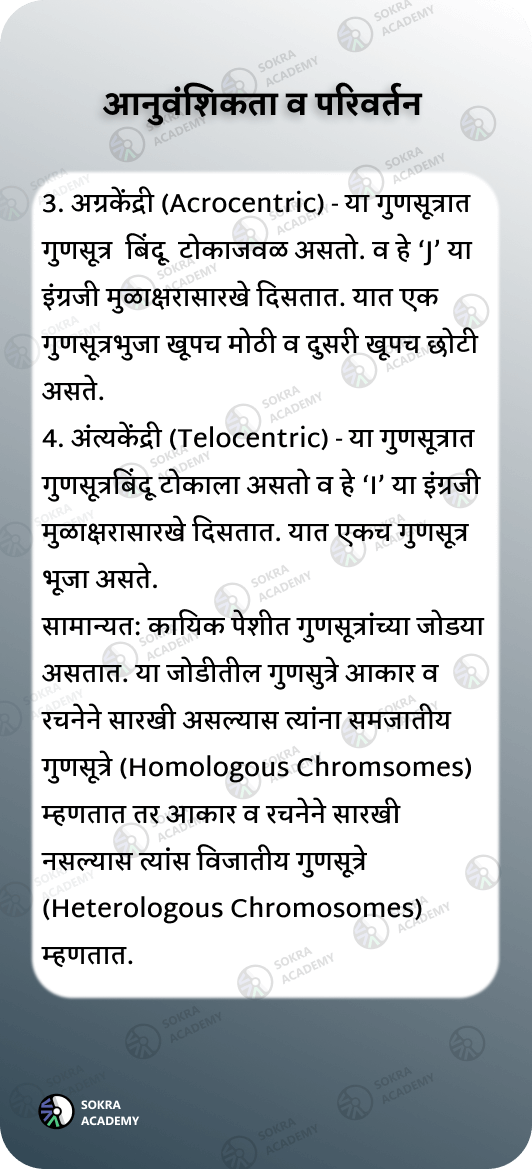 आनुवंशिकता व परिवर्तन
3. अग्रकेंद्री (Acrocentric) - या गुणसूत्रात
गुणसूत्र बिंदू टोकाजवळ असतो. व हे ‘J’ या
इंग्रजी मुळाक्षरासारखे दिसतात. यात एक
गुणसूत्रभुजा खूपच मोठी व दुसरी खूपच छोटी
असते.
4. अंत्यकेंद्री (Telocentric) - या गुणसूत्रात
गुणसूत्रबिंदू टोकाला असतो व हे ‘I’ या इंग्रजी
मुळाक्षरासारखे दिसतात. यात एकच गुणसूत्र
भूजा असते.
सामान्यत: कायिक पेशीत गुणसूत्रांच्या जोडया
असतात. या जोडीतील गुणसुत्रे आकार व
रचनेने सारखी असल्यास त्यांना समजातीय
गुणसूत्रे (Homologous Chromsomes)
म्हणतात तर आकार व रचनेने सारखी
नसल्यास त्यांस विजातीय गुणसूत्रे
(Heterologous Chromosomes)
म्हणतात.
SOKRA
ACADEMY